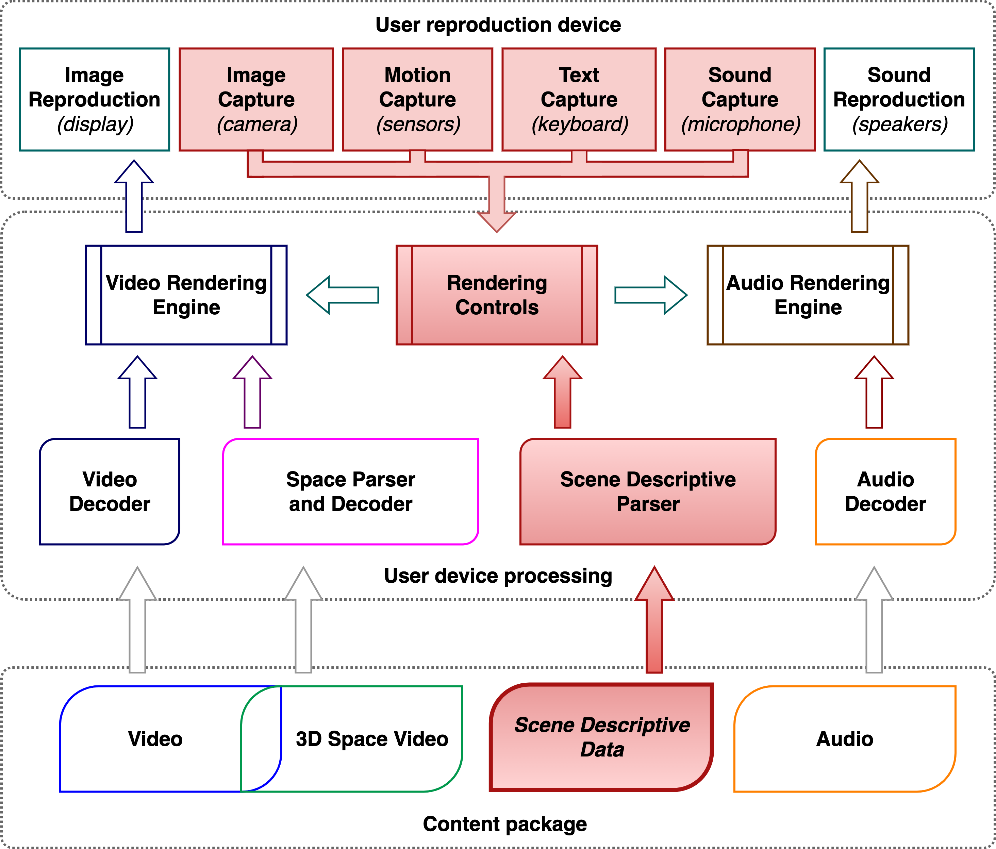 User reproduction device
Image
Reproduction
(display)
Image
Capture
(camera)
Motion
Capture
(sensors)
Text
Capture
(keyboard)
Sound
Capture
(microphone)
Sound
Reproduction
(speakers)
Video Rendering
Engine
Rendering
Controls
Audio Rendering
Engine
Video
Decoder
Space Parser
and Decoder
Scene Descriptive
Parser
Audio
Decoder
User device processing
Video
3D Space Video
Scene Descriptive
Data
Audio
Content package